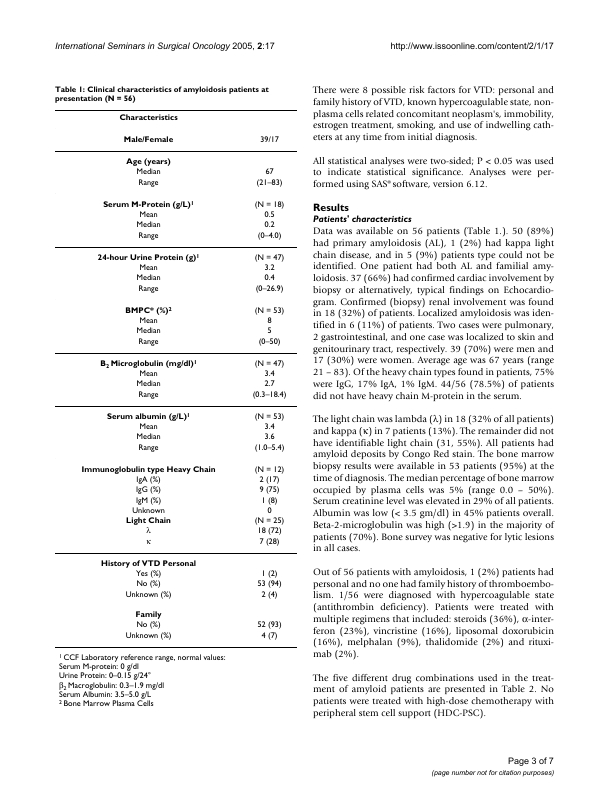 International Seminars in Surgical Oncology 2005, 2:17
http://www.issoonline.com/content/2/1/17
Table 1: Clinical characteristics of amyloidosis patients at
presentation (N = 56)
Characteristics
Male/Female 39/17
Age (years)
Median 67
Range (21–83)
Serum M-Protein (g/L)¹ (N = 18)
Mean 0.5
Median 0.2
Range (0–4.0)
24-hour Urine Protein (g)¹ (N = 47)
Mean 3.2
Median 0.4
Range (0–26.9)
BMPC* (%)² (N = 53)
Mean 8
Median 5
Range (0–50)
B₂ Microglobulin (mg/dl)¹ (N = 47)
Mean 3.4
Median 2.7
Range (0.3–18.4)
Serum albumin (g/L)¹ (N = 53)
Mean 3.4
Median 3.6
Range (1.0–5.4)
Immunoglobulin type Heavy Chain (N = 12)
IgA (%) 2 (17)
IgG (%) 9 (75)
IgM (%) 1 (8)
Unknown 0
Light Chain (N = 25)
λ 18 (72)
κ 7 (28)
History of VTD Personal
Yes (%) 1 (2)
No (%) 53 (94)
Unknown (%) 2 (4)
Family
No (%) 52 (93)
Unknown (%) 4 (7)
¹ CCF Laboratory reference range, normal values:
Serum M-protein: 0 g/dl
Urine Protein: 0–0.15 g/24"
β₂ Macroglobulin: 0.3–1.9 mg/dl
Serum Albumin: 3.5–5.0 g/L
² Bone Marrow Plasma Cells
There were 8 possible risk factors for VTD: personal and
family history of VTD, known hypercoagulable state, non-
plasma cells related concomitant neoplasm's, immobility,
estrogen treatment, smoking, and use of indwelling cath-
eters at any time from initial diagnosis.
All statistical analyses were two-sided; P < 0.05 was used
to indicate statistical significance. Analyses were per-
formed using SAS® software, version 6.12.
Results
Patients' characteristics
Data was available on 56 patients (Table 1.). 50 (89%)
had primary amyloidosis (AL), 1 (2%) had kappa light
chain disease, and in 5 (9%) patients type could not be
identified. One patient had both AL and familial amy-
loidosis. 37 (66%) had confirmed cardiac involvement by
biopsy or alternatively, typical findings on Echocardio-
gram. Confirmed (biopsy) renal involvement was found
in 18 (32%) of patients. Localized amyloidosis was iden-
tified in 6 (11%) of patients. Two cases were pulmonary,
2 gastrointestinal, and one case was localized to skin and
genitourinary tract, respectively. 39 (70%) were men and
17 (30%) were women. Average age was 67 years (range
21 – 83). Of the heavy chain types found in patients, 75%
were IgG, 17% IgA, 1% IgM. 44/56 (78.5%) of patients
did not have heavy chain M-protein in the serum.
The light chain was lambda (λ) in 18 (32% of all patients)
and kappa (κ) in 7 patients (13%). The remainder did not
have identifiable light chain (31, 55%). All patients had
amyloid deposits by Congo Red stain. The bone marrow
biopsy results were available in 53 patients (95%) at the
time of diagnosis. The median percentage of bone marrow
occupied by plasma cells was 5% (range 0.0 – 50%).
Serum creatinine level was elevated in 29% of all patients.
Albumin was low (< 3.5 gm/dl) in 45% patients overall.
Beta-2-microglobulin was high (>1.9) in the majority of
patients (70%). Bone survey was negative for lytic lesions
in all cases.
Out of 56 patients with amyloidosis, 1 (2%) patients had
personal and no one had family history of thromboembo-
lism. 1/56 were diagnosed with hypercoagulable state
(antithrombin deficiency). Patients were treated with
multiple regimens that included: steroids (36%), α-inter-
feron (23%), vincristine (16%), liposomal doxorubicin
(16%), melphalan (9%), thalidomide (2%) and rituxi-
mab (2%).
The five different drug combinations used in the treat-
ment of amyloid patients are presented in Table 2. No
patients were treated with high-dose chemotherapy with
peripheral stem cell support (HDC-PSC).
Page 3 of 7
(page number not for citation purposes)